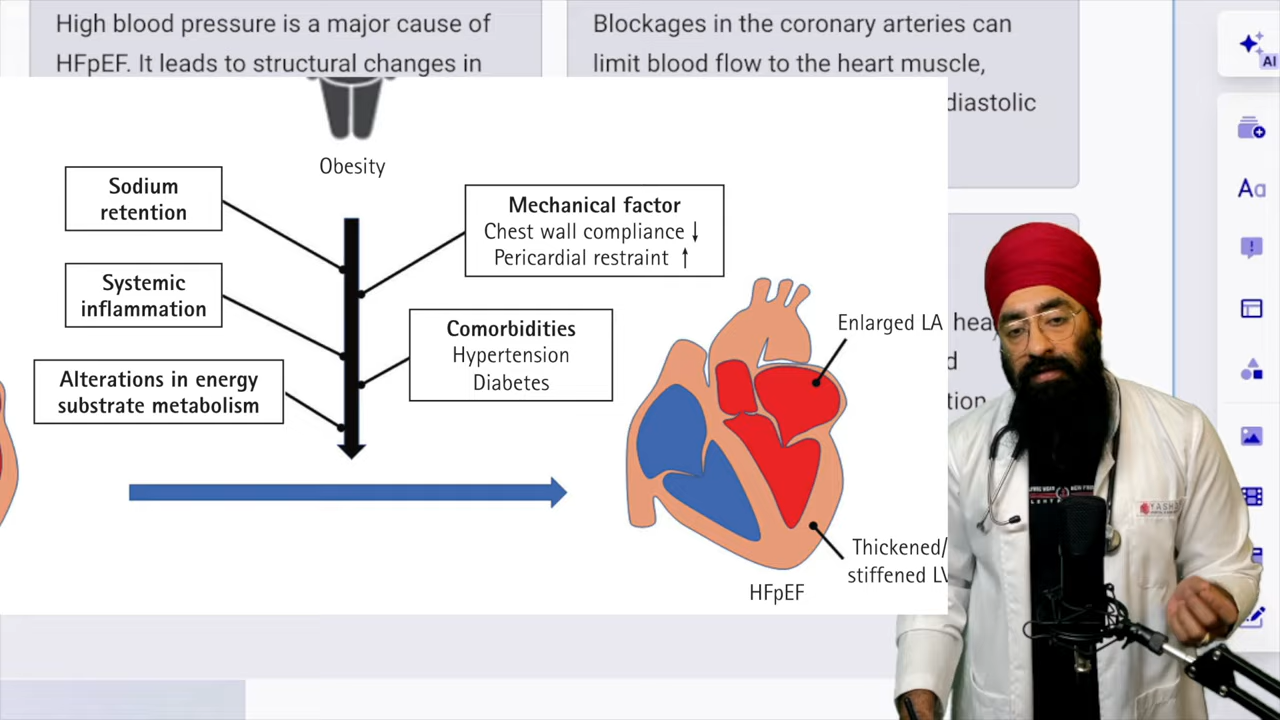 High blood pressure is a major cause of
HFpEF. It leads to structural changes in
Blockages in the coronary arteries can
limit blood flow to the heart muscle,
diastolic
AI
Aa
Obesity
Sodium
retention
Systemic
inflammation
Alterations in energy
substrate metabolism
Mechanical factor
Chest wall compliance ↓
Pericardial restraint ↑
Comorbidities
Hypertension
Diabetes
Enlarged LA
Thickened/
stiffened LV
HFpEF